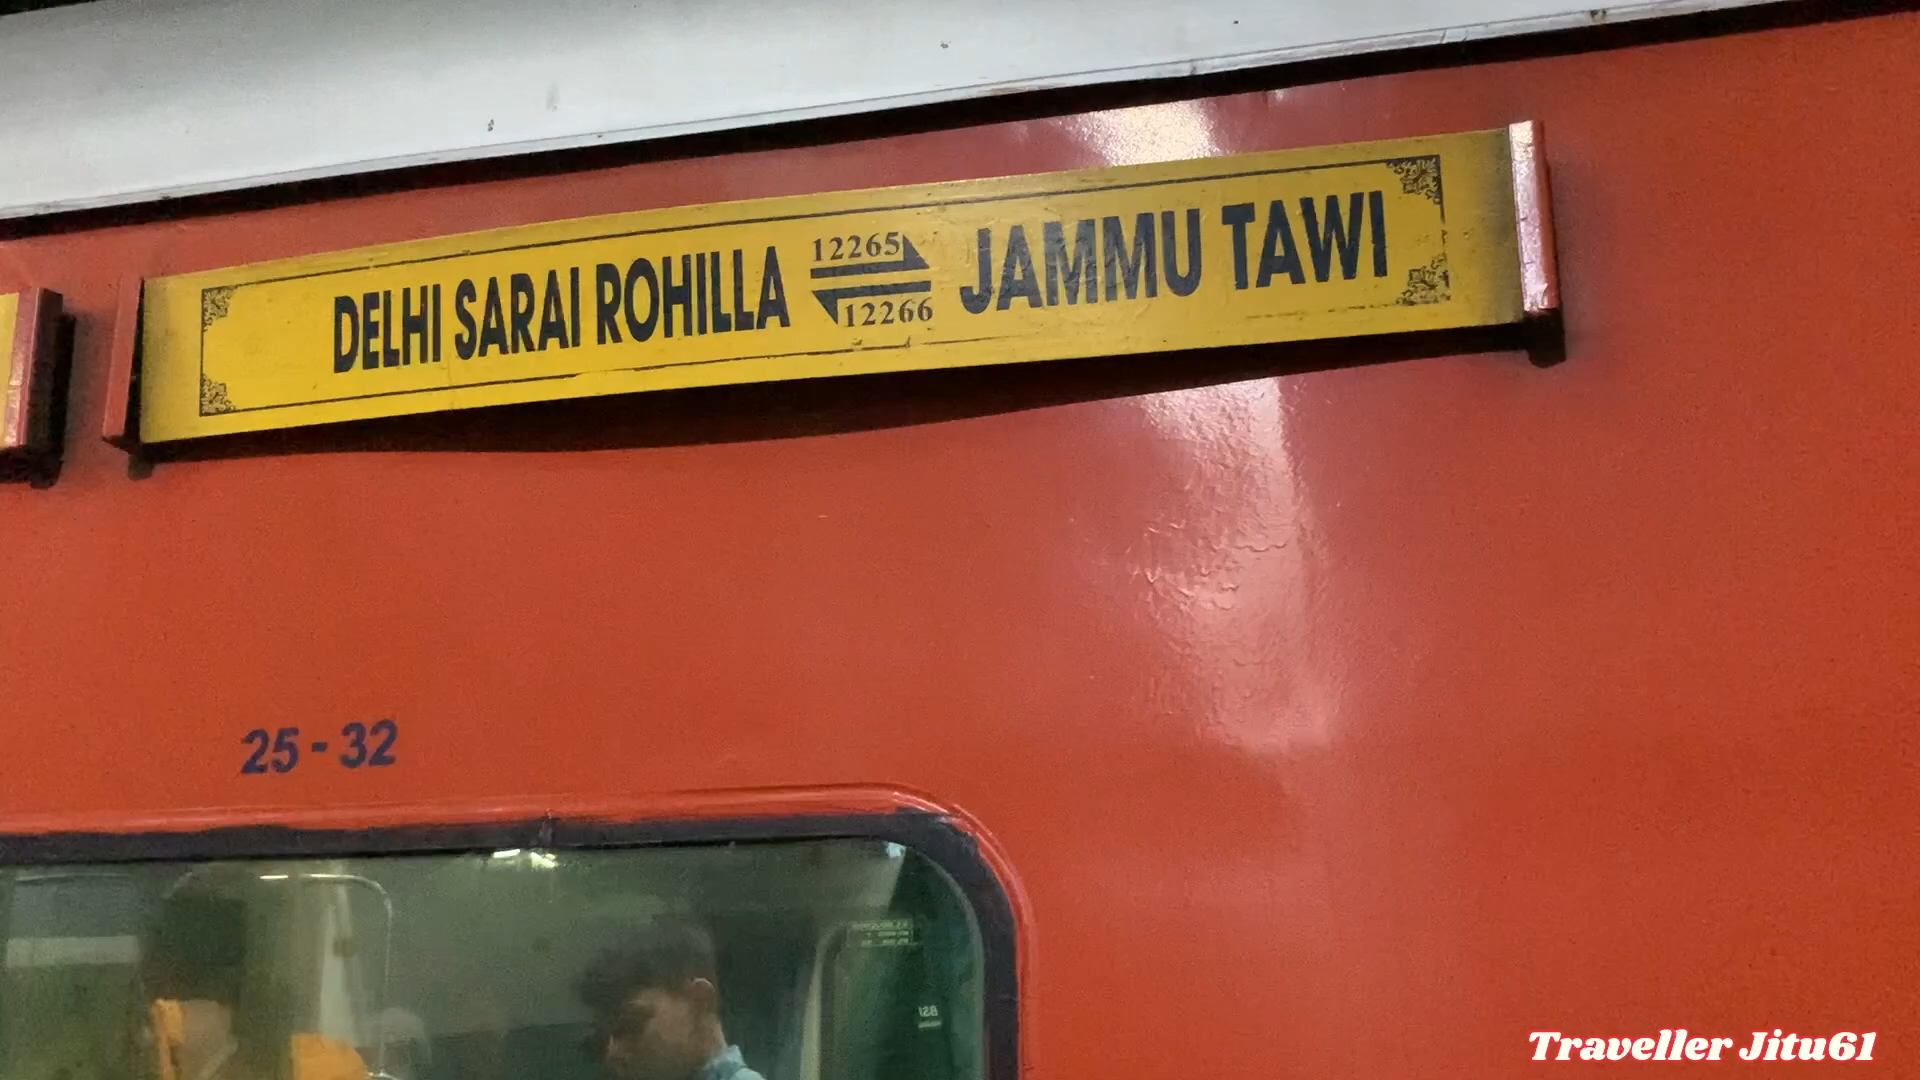 DELHI SARAI ROHILLA 12265 JAMMU TAWI
12266
25 - 32
Traveller Jitu61